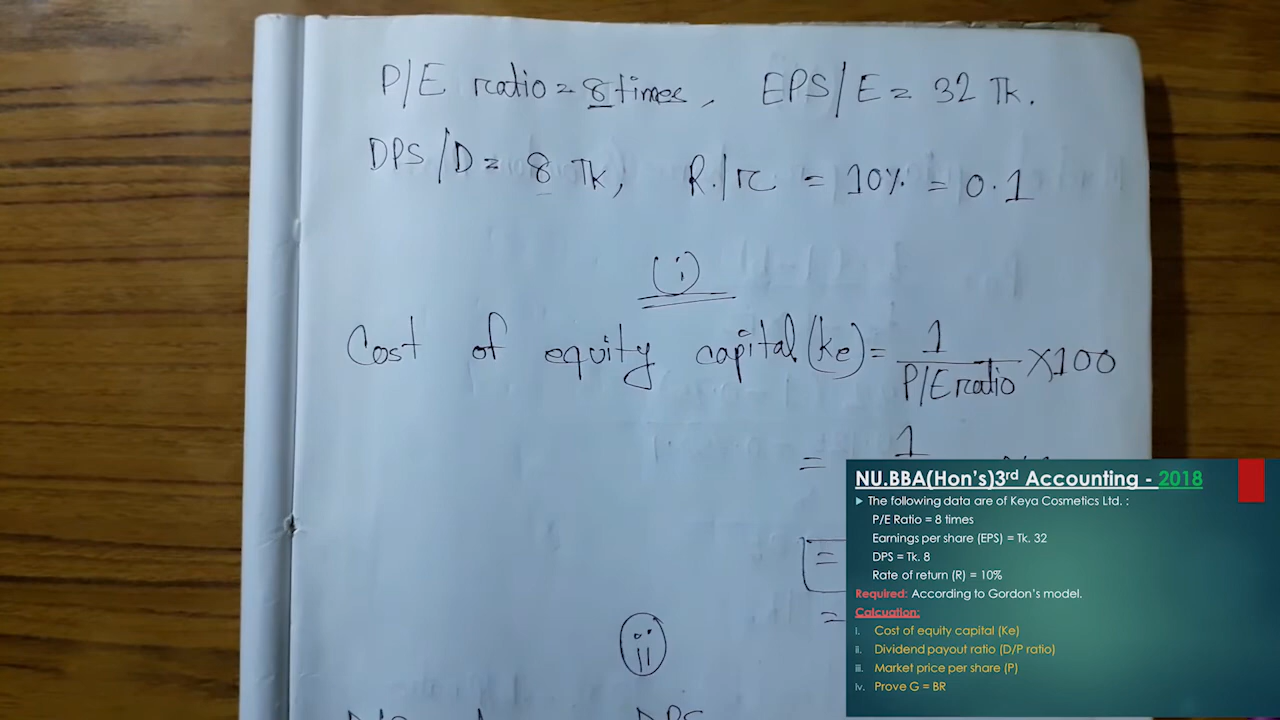 P/E ratio = 8 times, EPS/E = 32 Tk.
DPS/D = 8 Tk, R./r = 10% = 0.1
(i)
Cost of equity capital (ke) = 1 / P/E ratio × 100
= 1
=
=
ii
DPS
NU.BBA(Hon's)3rd Accounting - 2018
The following data are of Keya Cosmetics Ltd. :
P/E Ratio = 8 times
Earnings per share (EPS) = Tk. 32
DPS = Tk. 8
Rate of return (R) = 10%
Required: According to Gordon's model.
Calcuation:
i. Cost of equity capital (Ke)
ii. Dividend payout ratio (D/P ratio)
iii. Market price per share (P)
iv. Prove G = BR